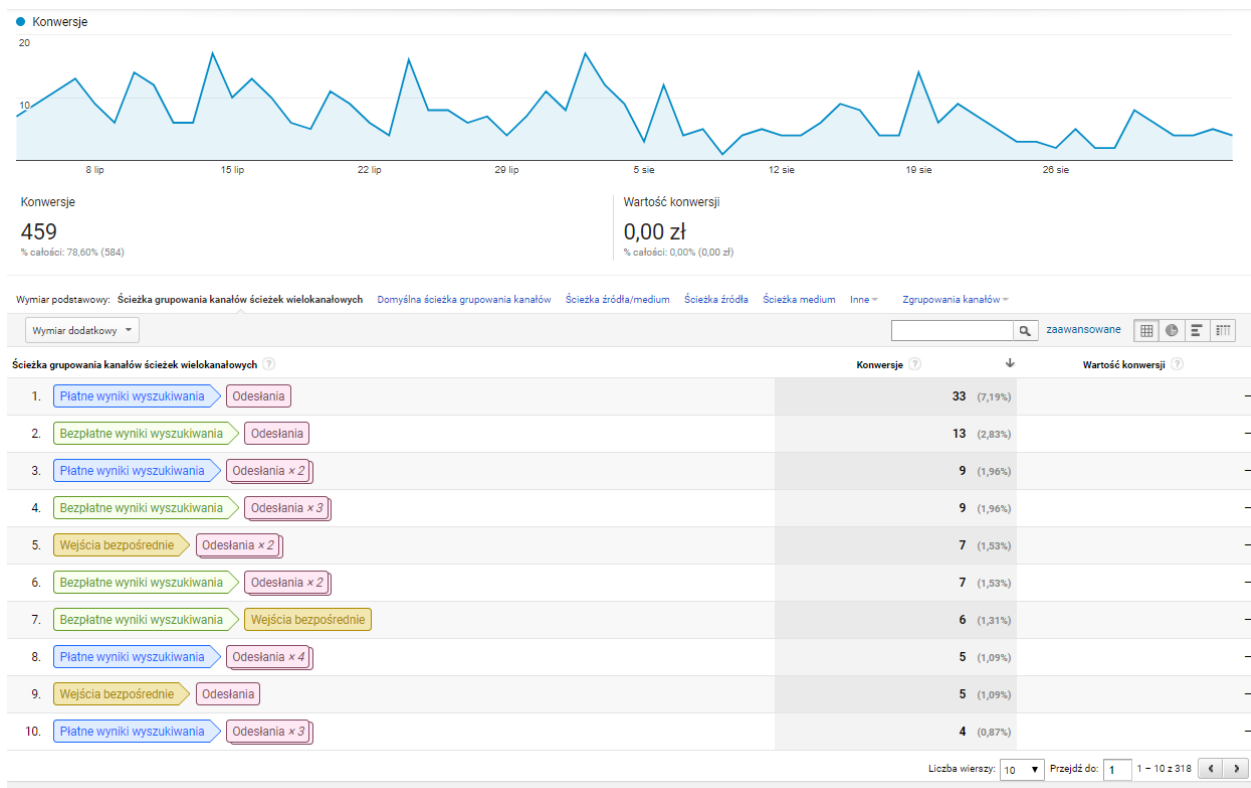 Konwersje
20
10
8 lip 15 lip 22 lip 29 lip 5 sie 12 sie 19 sie 26 sie
Konwersje Wartość konwersji
459 0,00 zł
% całości: 78,60% (584) % całości: 0,00% (0,00 zł)
Wymiar podstawowy: Ścieżka grupowania kanałów ścieżek wielokanałowych Domyślna ścieżka grupowania kanałów Ścieżka źródła/medium Ścieżka źródła Ścieżka medium Inne Zgrupowania kanałów
Wymiar dodatkowy zaawansowane
Ścieżka grupowania kanałów ścieżek wielokanałowych ? Konwersje ? ↓ Wartość konwersji ?
1. Płatne wyniki wyszukiwania Odesłania 33 (7,19%) –
2. Bezpłatne wyniki wyszukiwania Odesłania 13 (2,83%) –
3. Płatne wyniki wyszukiwania Odesłania × 2 9 (1,96%) –
4. Bezpłatne wyniki wyszukiwania Odesłania × 3 9 (1,96%) –
5. Wejścia bezpośrednie Odesłania × 2 7 (1,53%) –
6. Bezpłatne wyniki wyszukiwania Odesłania × 2 7 (1,53%) –
7. Bezpłatne wyniki wyszukiwania Wejścia bezpośrednie 6 (1,31%) –
8. Płatne wyniki wyszukiwania Odesłania × 4 5 (1,09%) –
9. Wejścia bezpośrednie Odesłania 5 (1,09%) –
10. Płatne wyniki wyszukiwania Odesłania × 3 4 (0,87%) –
Liczba wierszy: 10 Przejdź do: 1 1 – 10 z 318